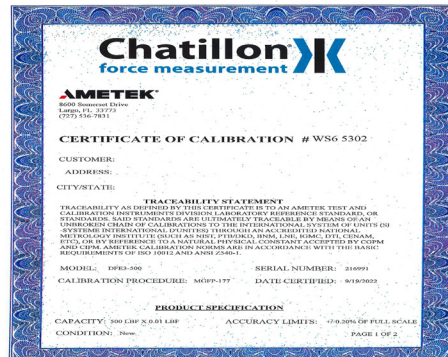 Chatillon
force measurement
AMETEK®
8600 Somerset Drive
Largo, FL 33773
(727) 536-7831
CERTIFICATE OF CALIBRATION # WS6 5302
CUSTOMER:
ADDRESS:
CITY/STATE:
TRACEABILITY STATEMENT
TRACEABILITY AS DEFINED BY THIS CERTIFICATE IS TO AN AMETEK TEST AND
CALIBRATION INSTRUMENTS DIVISION LABORATORY REFERENCE STANDARD, OR
STANDARDS. SAID STANDARDS ARE ULTIMATELY TRACEABLE BY MEANS OF AN
UNBROKEN CHAIN OF CALIBRATIONS TO THE INTERNATIONAL SYSTEM OF UNITS (SI
-SYSTEME INTERNATIONAL D'UNITES) THROUGH AN ACCREDITED NATIONAL
METROLOGY INSTITUTE (SUCH AS NIST, PTB/DKD, BNM, LNE, IGMC, DTI, CENAM,
ETC), OR BY REFERENCE TO A NATURAL PHYSICAL CONSTANT ACCEPTED BY CGPM
AND CIPM. AMETEK CALIBRATION NORMS ARE IN ACCORDANCE WITH THE BASIC
REQUIREMENTS OF ISO 10012 AND ANSI Z540-1.
MODEL: DFE3-500 SERIAL NUMBER: 216991
CALIBRATION PROCEDURE: MGFP-177 DATE CERTIFIED: 9/19/2022
PRODUCT SPECIFICATION
CAPACITY: 500 LBF X 0.01 LBF ACCURACY LIMITS: +/-0.20% OF FULL SCALE
CONDITION: New PAGE 1 OF 2